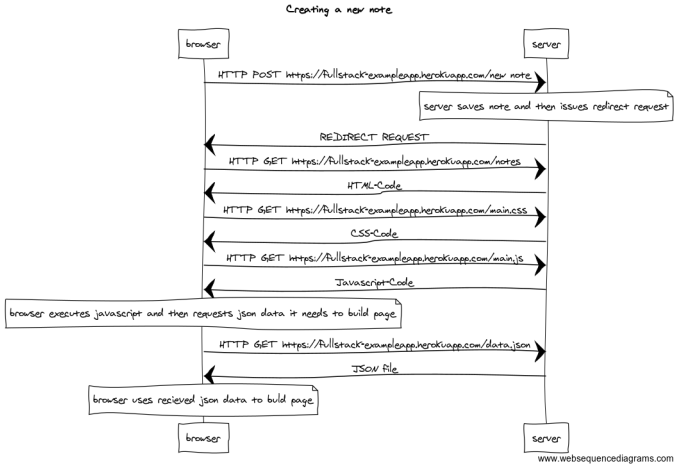 Creating a new note
browser
server
HTTP POST https://fullstack-exampleapp.herokuapp.com/new note
server saves note and then issues redirect request
REDIRECT REQUEST
HTTP GET https://fullstack-exampleapp.herokuapp.com/notes
HTML-Code
HTTP GET https://fullstack-exampleapp.herokuapp.com/main.css
CSS-Code
HTTP GET https://fullstack-exampleapp.herokuapp.com/main.js
Javascript-Code
browser executes javascript and then requests json data it needs to build page
HTTP GET https://fullstack-exampleapp.herokuapp.com/data.json
JSON file
browser uses recieved json data to buld page
browser
server
www.websequencediagrams.com